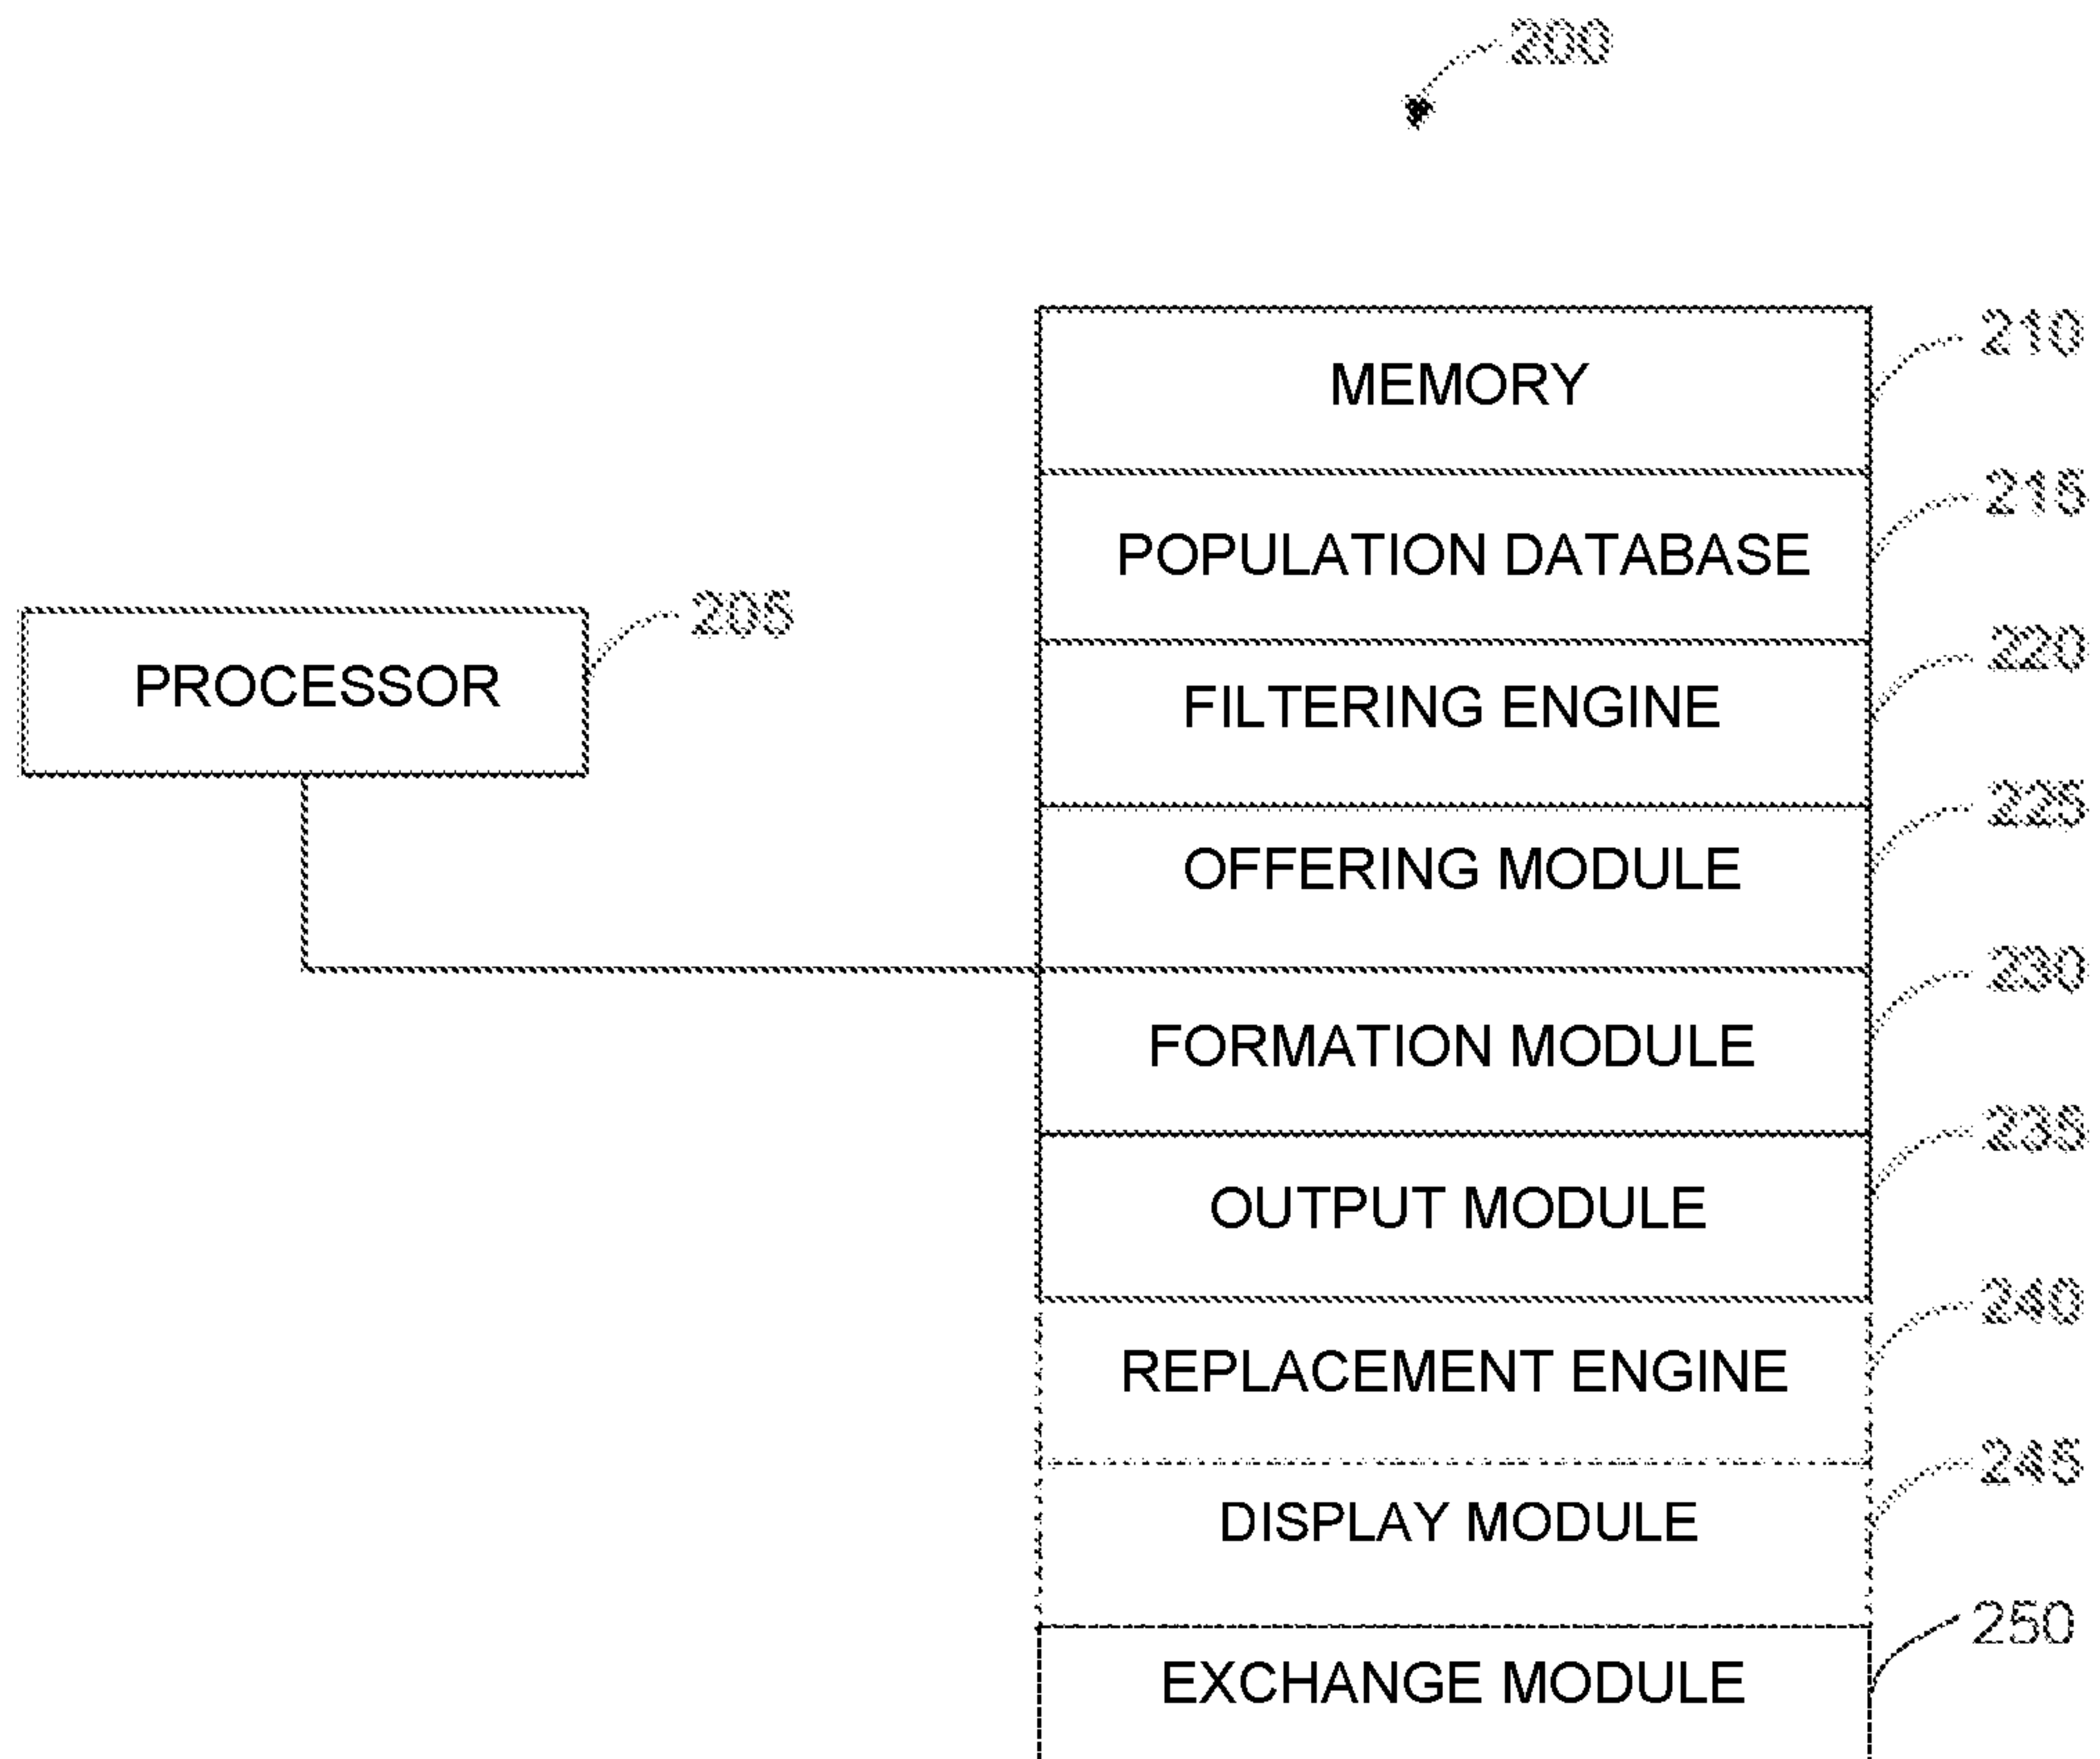 200
MEMORY
210
POPULATION DATABASE
215
PROCESSOR
205
FILTERING ENGINE
220
OFFERING MODULE
225
FORMATION MODULE
230
OUTPUT MODULE
235
REPLACEMENT ENGINE
240
DISPLAY MODULE
245
EXCHANGE MODULE
250